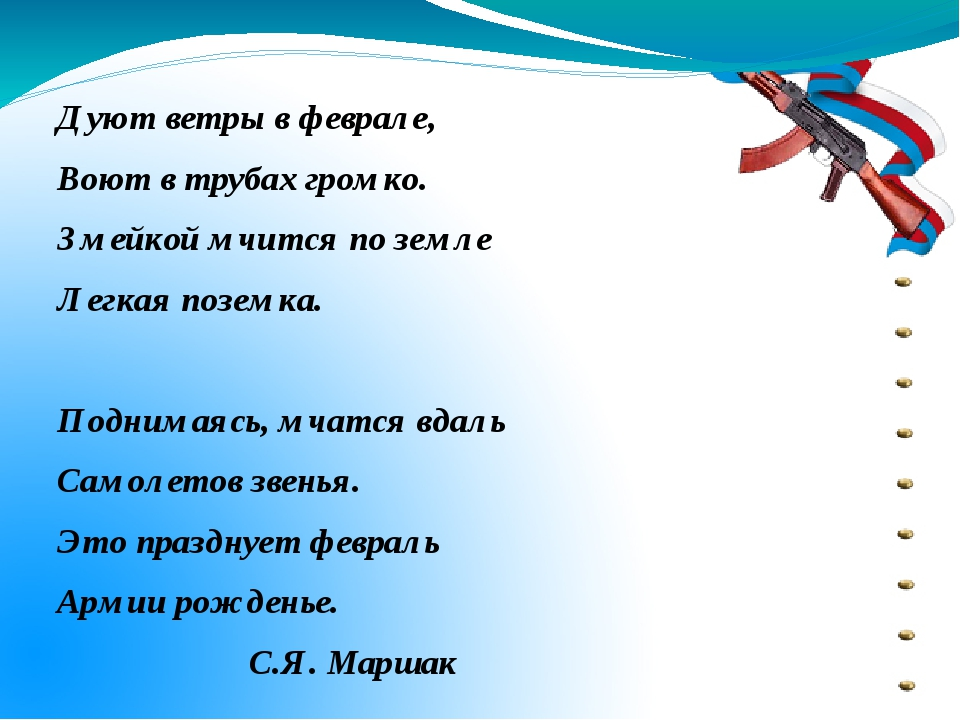 Дуют ветры в феврале,
Воют в трубах громко.
Змейкой мчится по земле
Легкая поземка.
Поднимаясь, мчатся вдаль
Самолетов звенья.
Это празднует февраль
Армии рожденье.
С.Я. Маршак